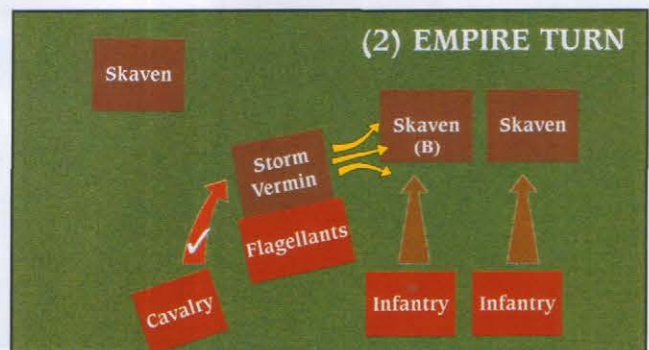 (2) EMPIRE TURN
Skaven
Skaven
(B)
Skaven
Storm
Vermin
Flagellants
Cavalry
Infantry
Infantry